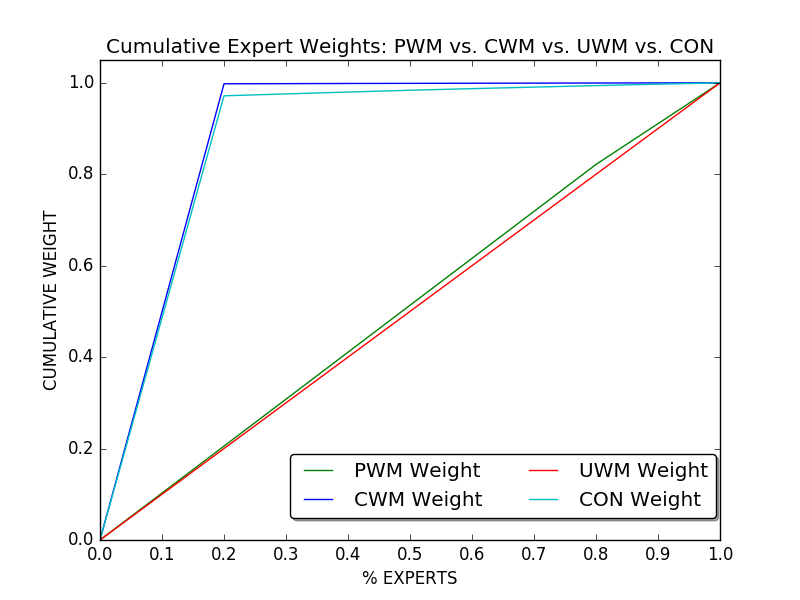 Cumulative Expert Weights: PWM vs. CWM vs. UWM vs. CON
CUMULATIVE WEIGHT
1.0
0.8
0.6
0.4
0.2
0.0
PWM Weight UWM Weight
CWM Weight CON Weight
0.0 0.1 0.2 0.3 0.4 0.5 0.6 0.7 0.8 0.9 1.0
% EXPERTS